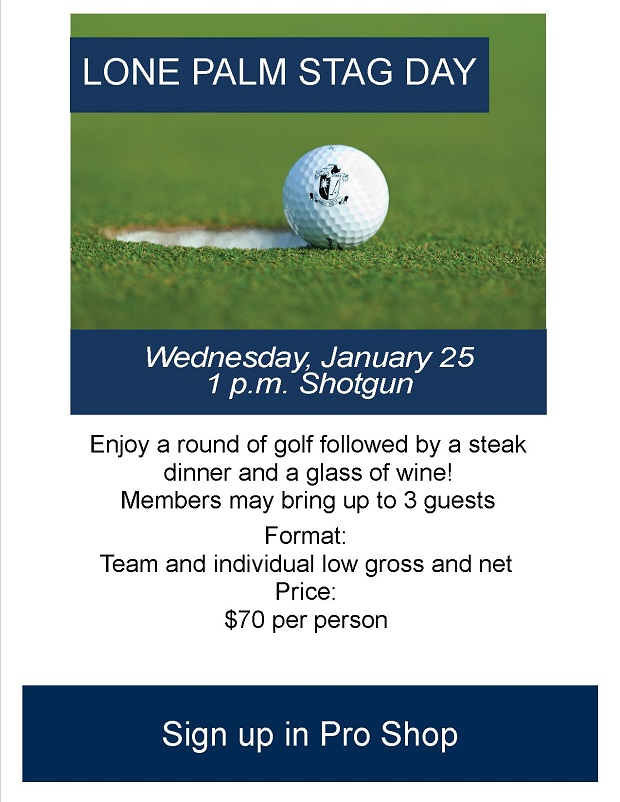 LONE PALM STAG DAY
Wednesday, January 25
1 p.m. Shotgun
Enjoy a round of golf followed by a steak
dinner and a glass of wine!
Members may bring up to 3 guests
Format:
Team and individual low gross and net
Price:
$70 per person
Sign up in Pro Shop